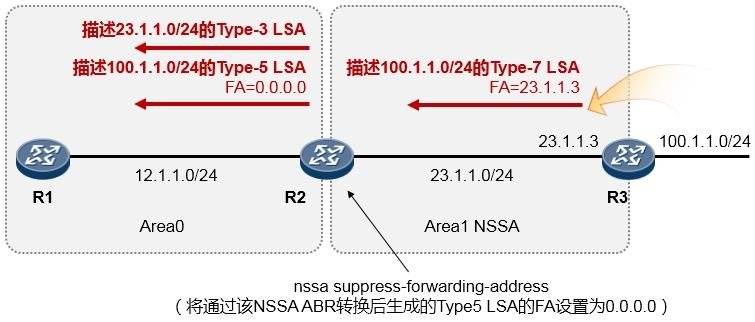 描述23.1.1.0/24的Type-3 LSA
描述100.1.1.0/24的Type-5 LSA
FA=0.0.0.0
描述100.1.1.0/24的Type-7 LSA
FA=23.1.1.3
23.1.1.3
100.1.1.0/24
12.1.1.0/24
23.1.1.0/24
R1
R2
R3
Area0
Area1 NSSA
nssa suppress-forwarding-address
（将通过该NSSA ABR转换后生成的Type5 LSA的FA设置为0.0.0.0）